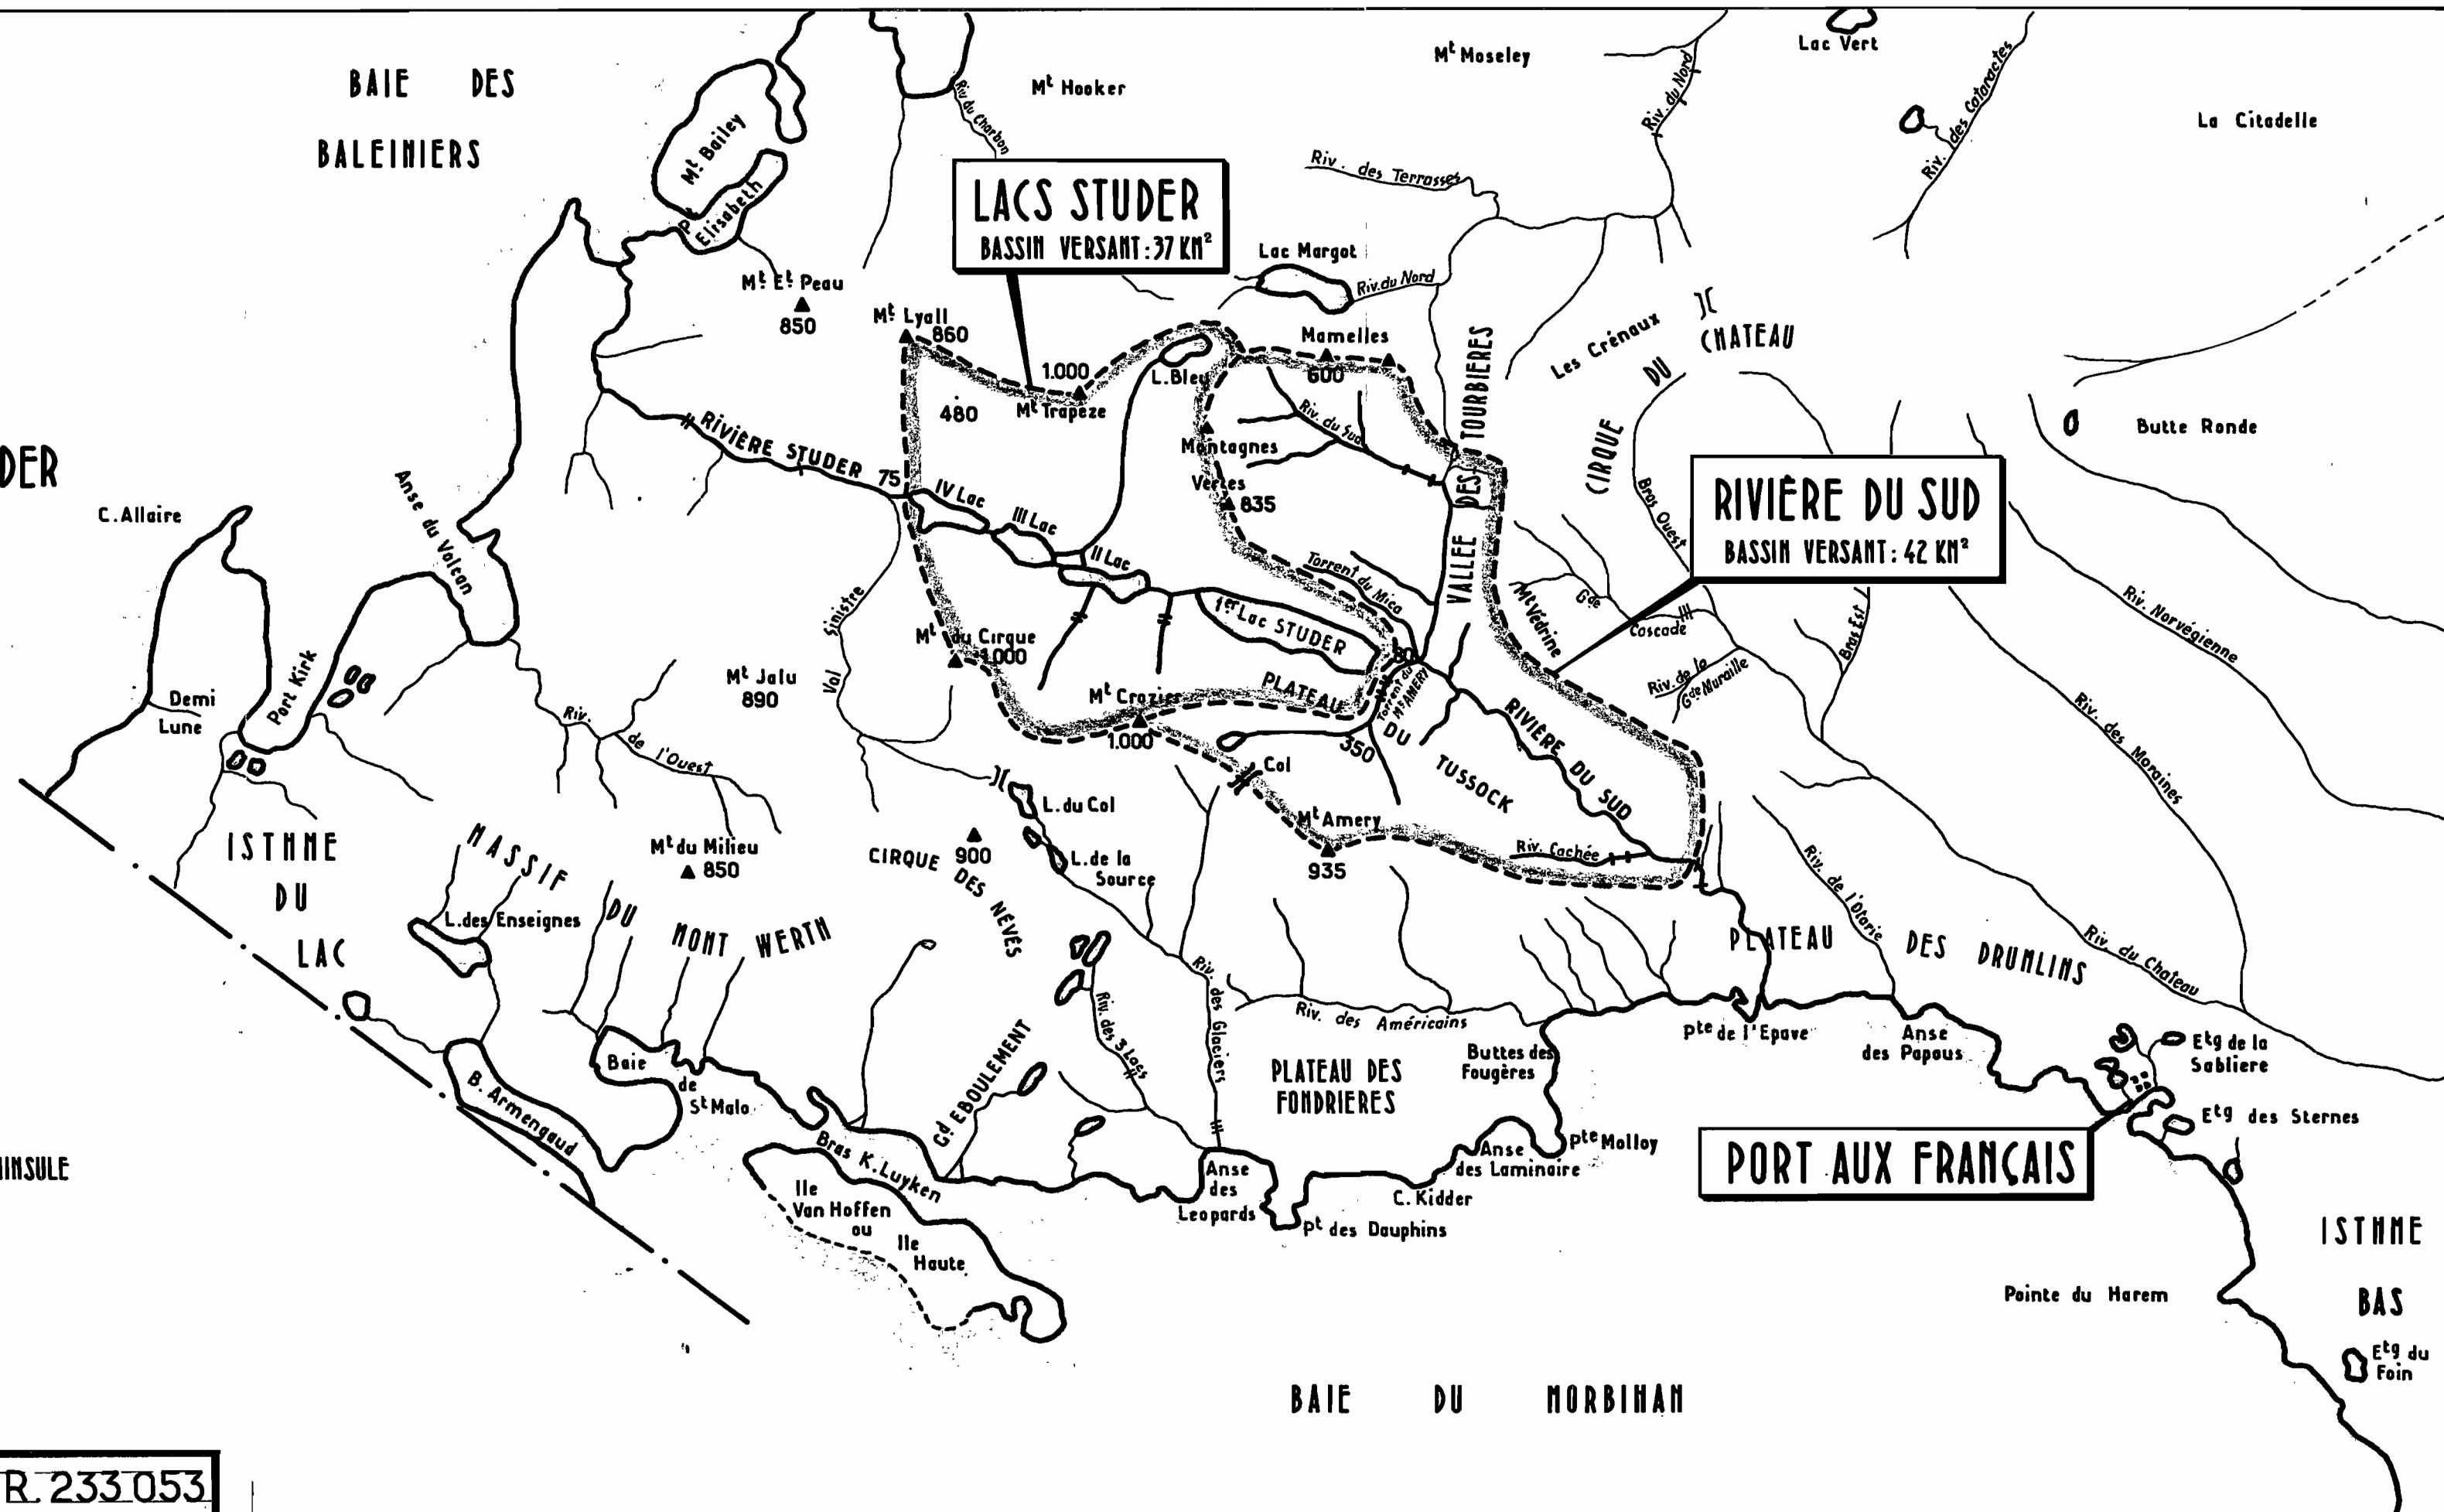 BAIE DES
BALEINIERS
Mt Bailey
Pt Elisabeth
Riv du Charbon
Mt Hooker
Mt Moseley
Riv. du Nord
Lac Vert
Riv. des Cataractes
La Citadelle
LACS STUDER
BASSIN VERSANT : 37 KM²
Riv. des Terrasses
Lac Margot
Riv. du Nord
Mt Et Peau
850
Mt Lyall
860
1.000
Mt Trapèze
480
L. Bleu
Mamelles
600
Les Crénaux
CIRQUE DU CHATEAU
Butte Ronde
DER
RIVIÈRE STUDER
75
Montagnes
Vertes
835
Riv. du Sud
VALLEE DES TOURBIERES
Bras Ouest
RIVIÈRE DU SUD
BASSIN VERSANT : 42 KM²
C. Allaire
Anse du Volcan
IV Lac
III Lac
II Lac
1er Lac STUDER
Torrent du Mica
Mt Védrine
Gde
Cascade
Bras Est
Riv. Norvégienne
Riv. de la
Gde Muraille
Riv. des Moraines
Val Sinistre
Mt du Cirque
1.000
80
Torrent du
Mt AMERY
Port Kirk
Demi
Lune
Mt Jalu
890
Mt Crozier
1.000
PLATEAU
DU
TUSSOCK
350
RIVIÈRE DU SUD
Riv. de l'Ouest
Col
L. du Col
Mt Amery
935
Riv. Cachée
ISTHME
DU
LAC
MASSIF DU MONT WERTH
Mt du Milieu
850
900
CIRQUE DES NÉVÉS
L. de la
Source
Riv. de l'Otarie
L. des Enseignes
PLATEAU DES DRUMLINS
Riv. du Chateau
Riv. des Glaciers
Riv. des 3 Lacs
Riv. des Américains
Pte de l'Epave
Anse
des Papous
Etg de la
Sabliere
Baie
de
St Malo
B. Armengaud
Gd EBOULEMENT
PLATEAU DES
FONDRIERES
Buttes des
Fougères
Etg des Sternes
Bras K. Luyken
Anse
des
Leopards
Anse
des Laminaire
Pte Molloy
PORT AUX FRANÇAIS
INSULE
Ile
Van Hoffen
ou
Ile
Haute
C. Kidder
Pt des Dauphins
ISTHME
BAS
Pointe du Harem
Etg du
Foin
BAIE DU MORBIHAN
R. 233 053